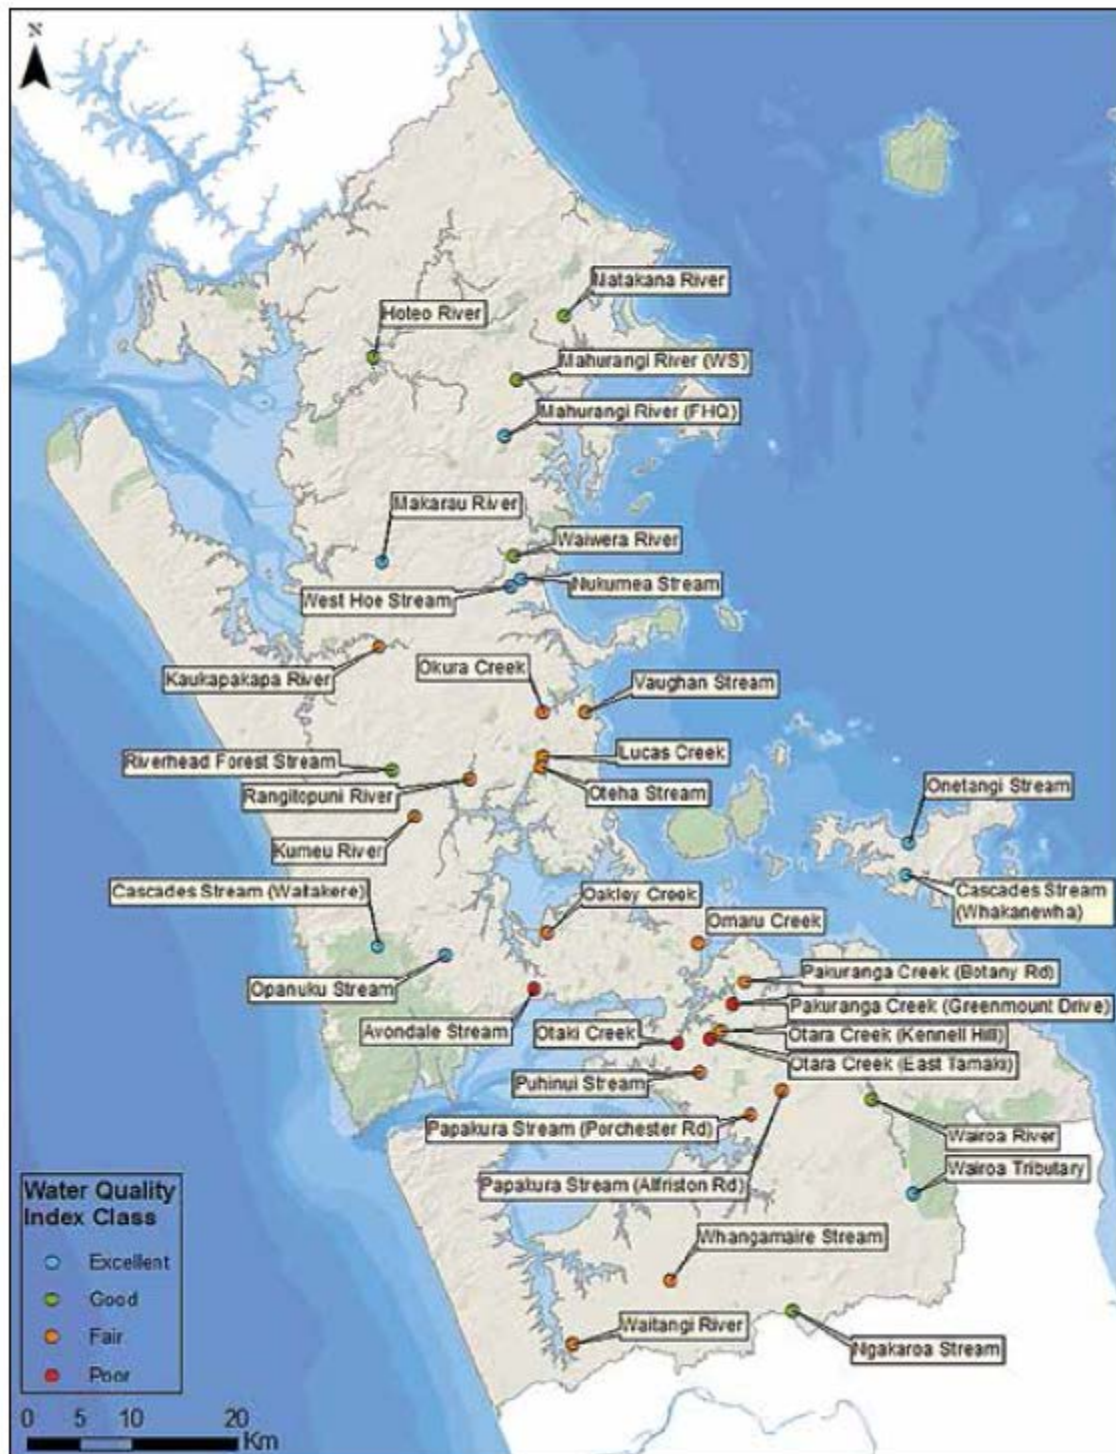 N
Matakana River
Hoteo River
Mahurangi River (WS)
Mahurangi River (FHQ)
Makarau River
Waiwera River
Nukumea Stream
West Hoe Stream
Kaukapakapa River
Okura Creek
Vaughan Stream
Lucas Creek
Riverhead Forest Stream
Rangitopuni River
Oteha Stream
Onetangi Stream
Kumeu River
Cascades Stream (Waitakere)
Oakley Creek
Cascades Stream
(Whakanewha)
Omaru Creek
Pakuranga Creek (Botany Rd)
Opanuku Stream
Pakuranga Creek (Greenmount Drive)
Avondale Stream
Otaki Creek
Otara Creek (Kennell Hill)
Otara Creek (East Tamaki)
Puhinui Stream
Papakura Stream (Porchester Rd)
Wairoa River
Wairoa Tributary
Papakura Stream (Alfriston Rd)
Whangamaire Stream
Waitangi River
Ngakaroa Stream
Water Quality
Index Class
Excellent
Good
Fair
Poor
0 5 10 20
Km